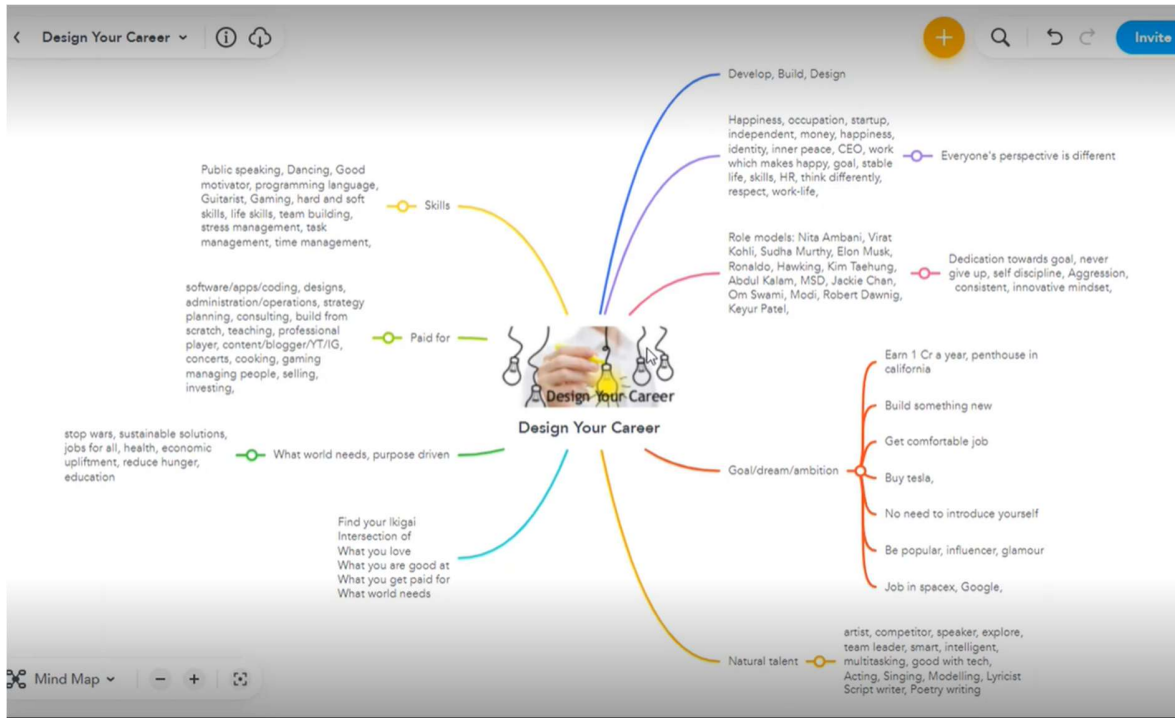 Design Your Career
Invite
Develop, Build, Design
Happiness, occupation, startup,
independent, money, happiness,
identity, inner peace, CEO, work
which makes happy, goal, stable
life, skills, HR, think differently,
respect, work-life,
Everyone's perspective is different
Role models: Nita Ambani, Virat
Kohli, Sudha Murthy, Elon Musk,
Ronaldo, Hawking, Kim Taehung,
Abdul Kalam, MSD, Jackie Chan,
Om Swami, Modi, Robert Dawnig,
Keyur Patel,
Dedication towards goal, never
give up, self discipline, Aggression,
consistent, innovative mindset,
Goal/dream/ambition
Earn 1 Cr a year, penthouse in
california
Build something new
Get comfortable job
Buy tesla,
No need to introduce yourself
Be popular, influencer, glamour
Job in spacex, Google,
Natural talent
artist, competitor, speaker, explore,
team leader, smart, intelligent,
multitasking, good with tech,
Acting, Singing, Modelling, Lyricist
Script writer, Poetry writing
Skills
Public speaking, Dancing, Good
motivator, programming language,
Guitarist, Gaming, hard and soft
skills, life skills, team building,
stress management, task
management, time management,
Paid for
software/apps/coding, designs,
administration/operations, strategy
planning, consulting, build from
scratch, teaching, professional
player, content/blogger/YT/IG,
concerts, cooking, gaming
managing people, selling,
investing,
What world needs, purpose driven
stop wars, sustainable solutions,
jobs for all, health, economic
upliftment, reduce hunger,
education
Find your Ikigai
Intersection of
What you love
What you are good at
What you get paid for
What world needs
Design Your Career
Design Your Career
Mind Map